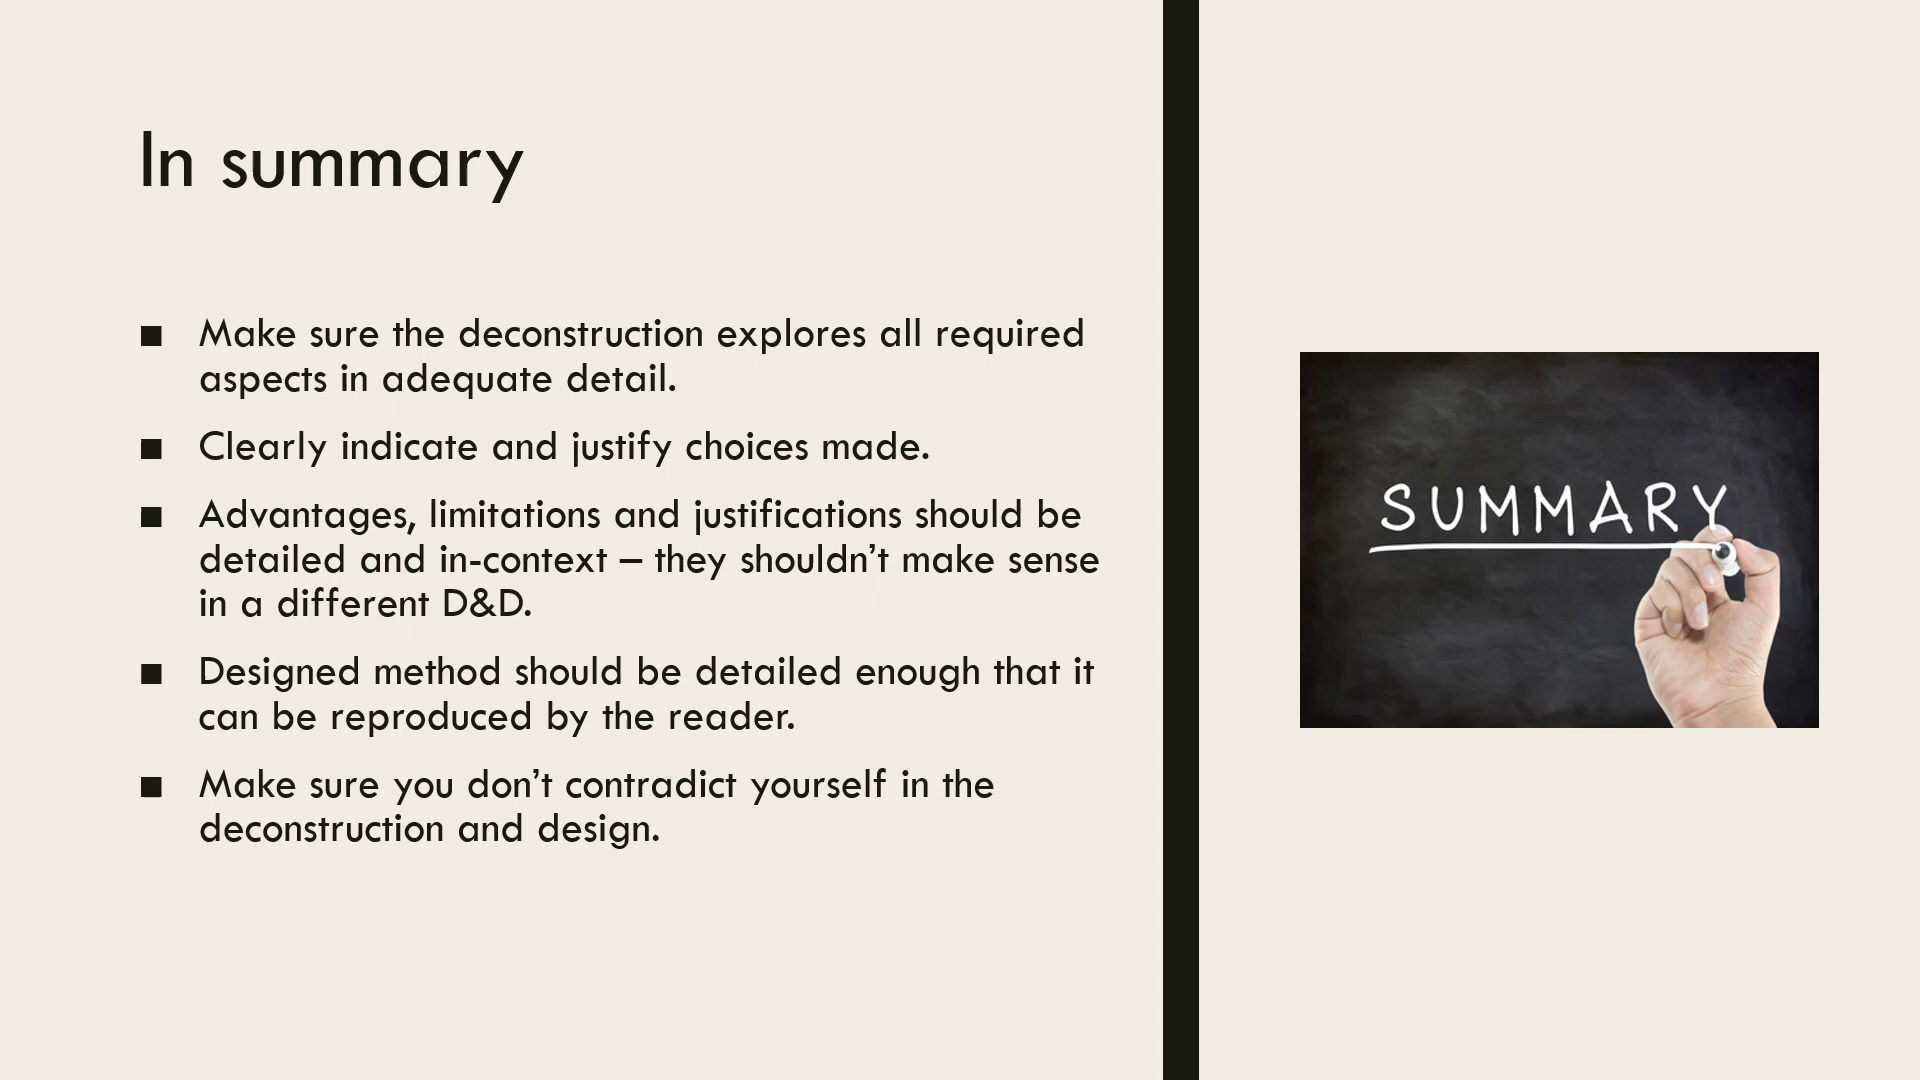 In summary
■ Make sure the deconstruction explores all required
aspects in adequate detail.
■ Clearly indicate and justify choices made.
■ Advantages, limitations and justifications should be
detailed and in-context – they shouldn’t make sense
in a different D&D.
■ Designed method should be detailed enough that it
can be reproduced by the reader.
■ Make sure you don’t contradict yourself in the
deconstruction and design.
SUMMARY